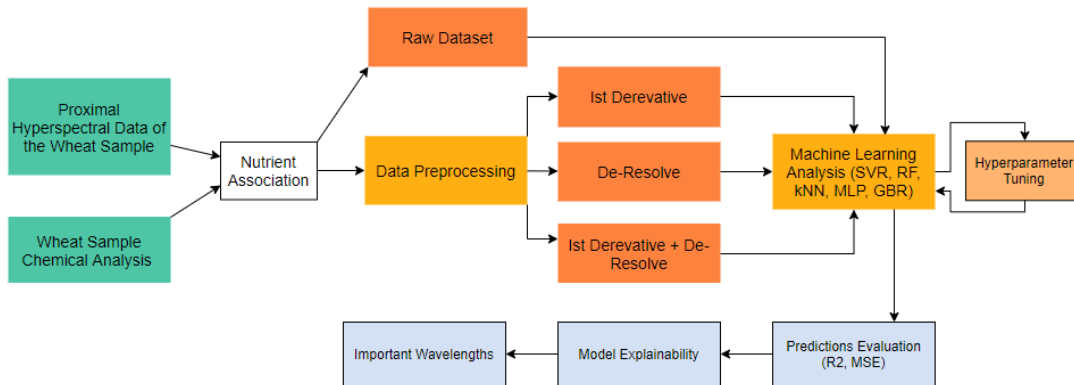 Raw Dataset
Proximal
Hyperspectral Data of
the Wheat Sample
Wheat Sample
Chemical Analysis
Nutrient
Association
Data Preprocessing
Ist Derevative
De-Resolve
Ist Derevative + De-
Resolve
Machine Learning
Analysis (SVR, RF,
kNN, MLP, GBR)
Hyperparameter
Tuning
Predictions Evaluation
(R2, MSE)
Model Explainability
Important Wavelengths